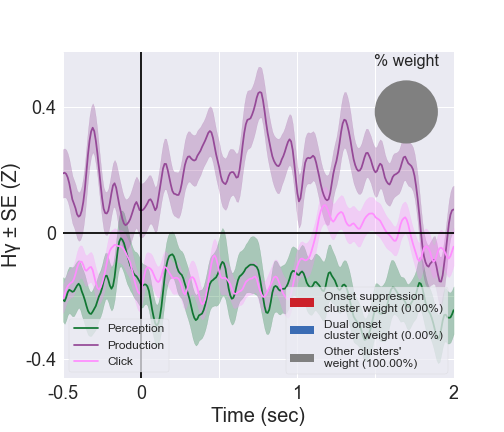 % weight
Hγ ± SE (Z)
0.4
0
-0.4
Perception
Production
Click
Onset suppression
cluster weight (0.00%)
Dual onset
cluster weight (0.00%)
Other clusters'
weight (100.00%)
-0.5
0
1
2
Time (sec)